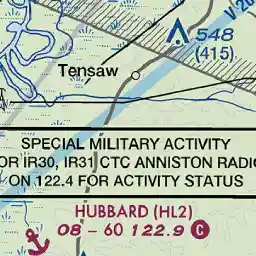 548
(415)
Tensaw
SPECIAL MILITARY ACTIVITY
OR IR30, IR31 CTC ANNISTON RADIO
ON 122.4 FOR ACTIVITY STATUS
HUBBARD (HL2)
08 - 60 122.9 C